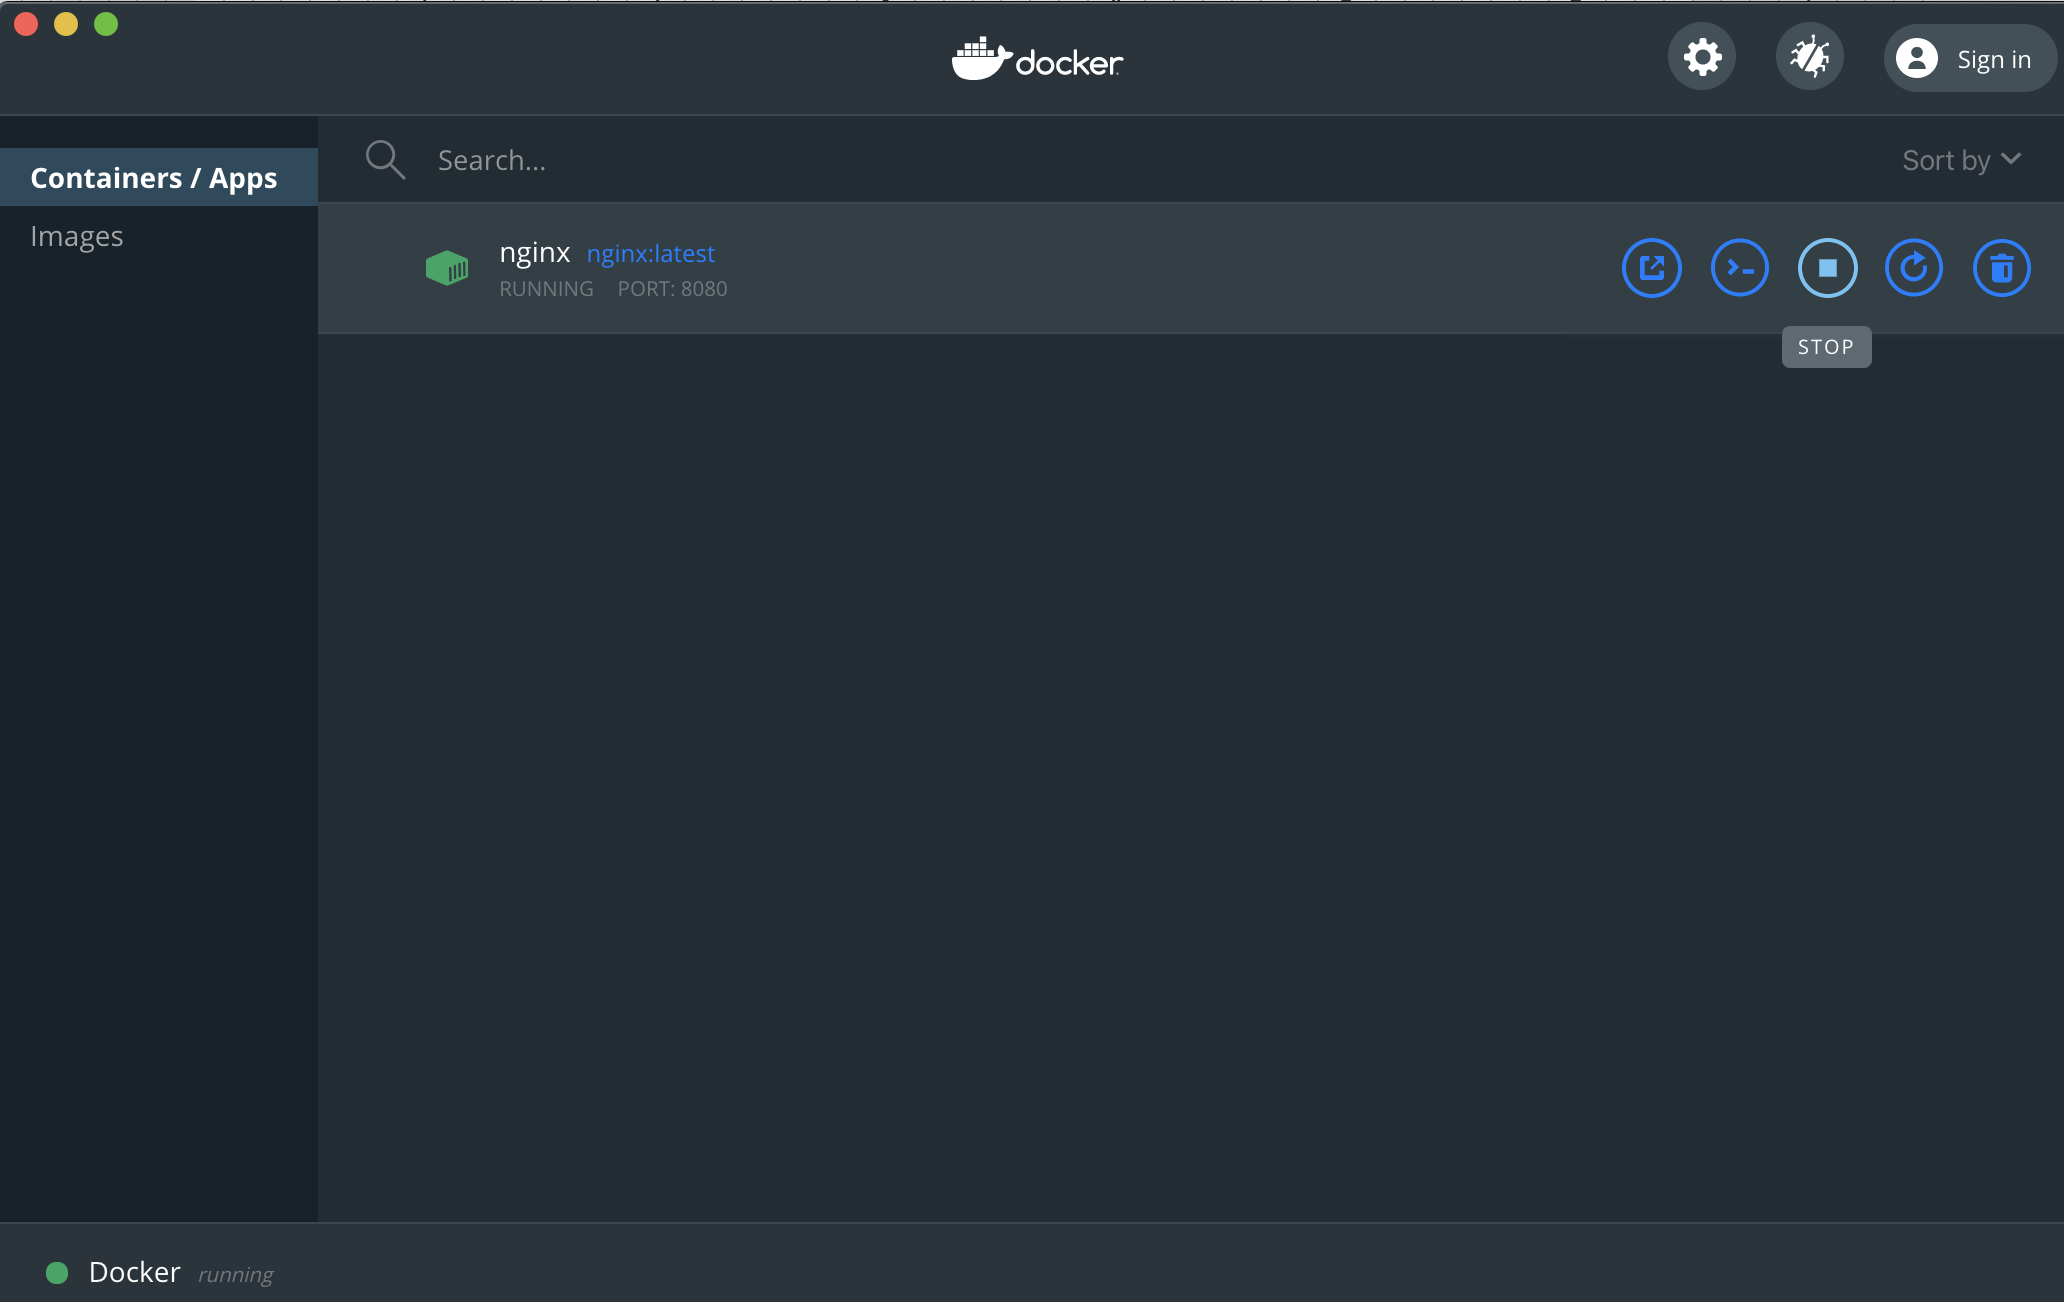 docker
Sign in
Containers / Apps
Images
Search...
Sort by
nginx nginx:latest
RUNNING PORT: 8080
STOP
Docker running